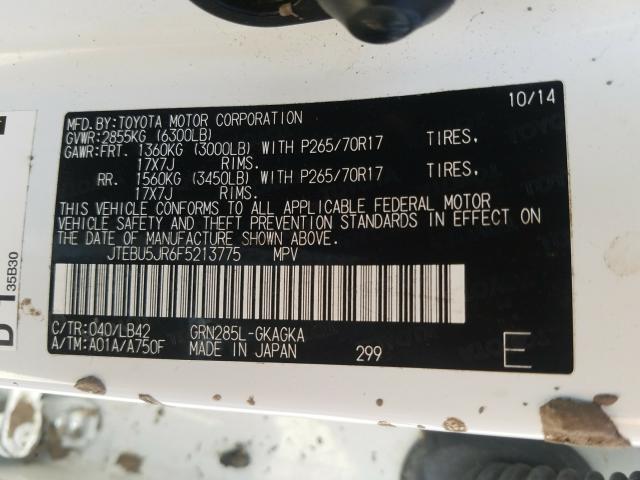 10/14
MFD.BY:TOYOTA MOTOR CORPORATION
GVWR:2855KG (6300LB)
GAWR:FRT. 1360KG (3000LB) WITH P265/70R17 TIRES,
17X7J RIMS.
RR. 1560KG (3450LB) WITH P265/70R17 TIRES,
17X7J RIMS.
THIS VEHICLE CONFORMS TO ALL APPLICABLE FEDERAL MOTOR
VEHICLE SAFETY AND THEFT PREVENTION STANDARDS IN EFFECT ON
THE DATE OF MANUFACTURE SHOWN ABOVE.
JTEBU5JR6F5213775 MPV
C/TR:040/LB42 GRN285L-GKAGKA
A/TM:A01A/A750F MADE IN JAPAN 299 E
35B30